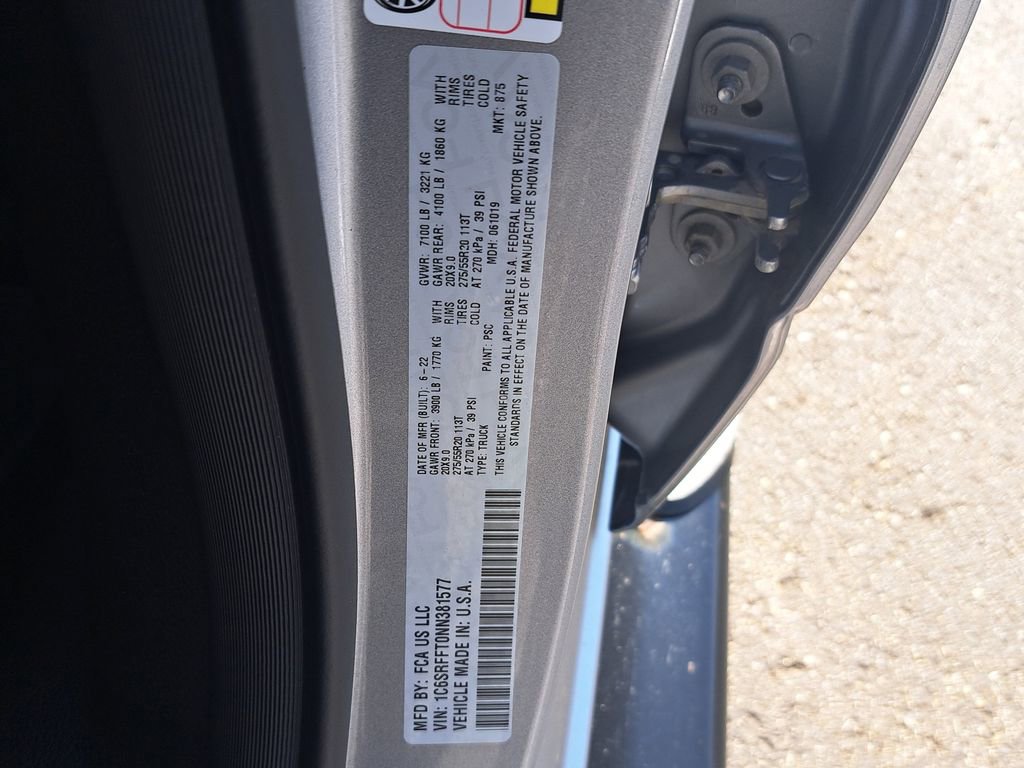 MFD BY: FCA US LLC
VIN: 1C6SRFFT0NN381577
VEHICLE MADE IN: U.S.A.
DATE OF MFR (BUILT): 6-22
GVWR: 7100 LB / 3221 KG
GAWR FRONT: 3900 LB / 1770 KG WITH
GAWR REAR: 4100 LB / 1860 KG WITH
20X9.0 RIMS
20X9.0 RIMS
275/55R20 113T TIRES
275/55R20 113T TIRES
AT 270 kPa / 39 PSI COLD
AT 270 kPa / 39 PSI COLD
TYPE: TRUCK PAINT: PSC MDH: 061019 MKT: 875
THIS VEHICLE CONFORMS TO ALL APPLICABLE U.S.A. FEDERAL MOTOR VEHICLE SAFETY
STANDARDS IN EFFECT ON THE DATE OF MANUFACTURE SHOWN ABOVE.